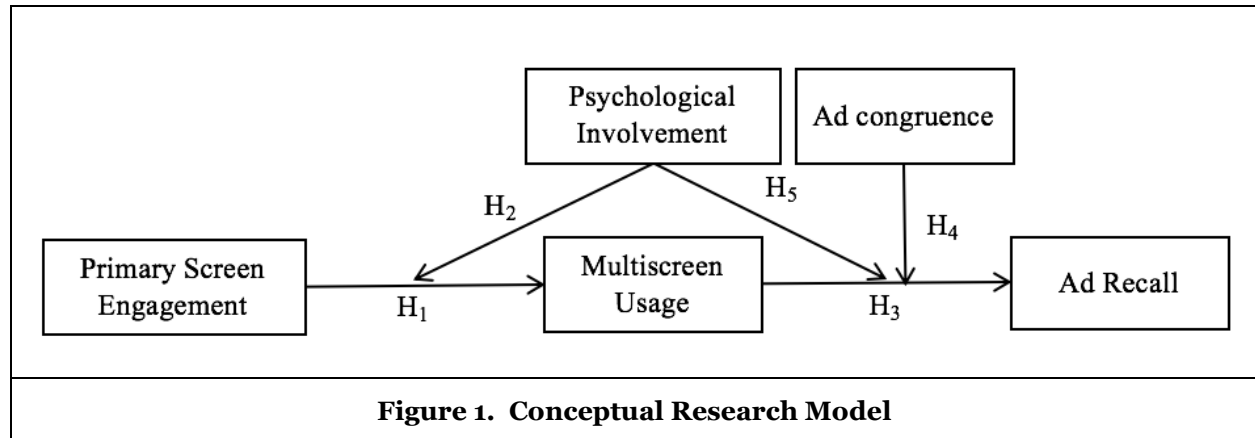 Psychological
Involvement
Ad congruence
H₂
H₅
H₄
Primary Screen
Engagement
H₁
Multiscreen
Usage
H₃
Ad Recall
Figure 1. Conceptual Research Model